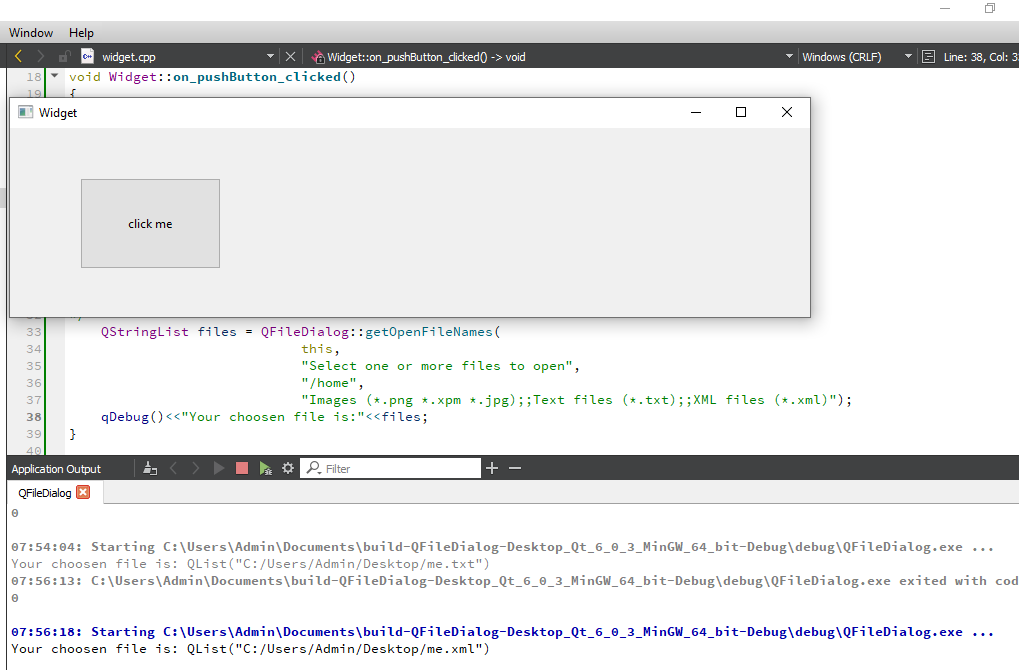 Window Help
widget.cpp Widget::on_pushButton_clicked() -> void Windows (CRLF) Line: 38, Col: 3
18 void Widget::on_pushButton_clicked()
19 {
Widget
click me
33 QStringList files = QFileDialog::getOpenFileNames(
34 this,
35 "Select one or more files to open",
36 "/home",
37 "Images (*.png *.xpm *.jpg);;Text files (*.txt);;XML files (*.xml)");
38 qDebug()<<"Your choosen file is:"<<files;
39 }
40
Application Output Filter
QFileDialog
0
07:54:04: Starting C:\Users\Admin\Documents\build-QFileDialog-Desktop_Qt_6_0_3_MinGW_64_bit-Debug\debug\QFileDialog.exe ...
Your choosen file is: QList("C:/Users/Admin/Desktop/me.txt")
07:56:13: C:\Users\Admin\Documents\build-QFileDialog-Desktop_Qt_6_0_3_MinGW_64_bit-Debug\debug\QFileDialog.exe exited with cod
0
07:56:18: Starting C:\Users\Admin\Documents\build-QFileDialog-Desktop_Qt_6_0_3_MinGW_64_bit-Debug\debug\QFileDialog.exe ...
Your choosen file is: QList("C:/Users/Admin/Desktop/me.xml")